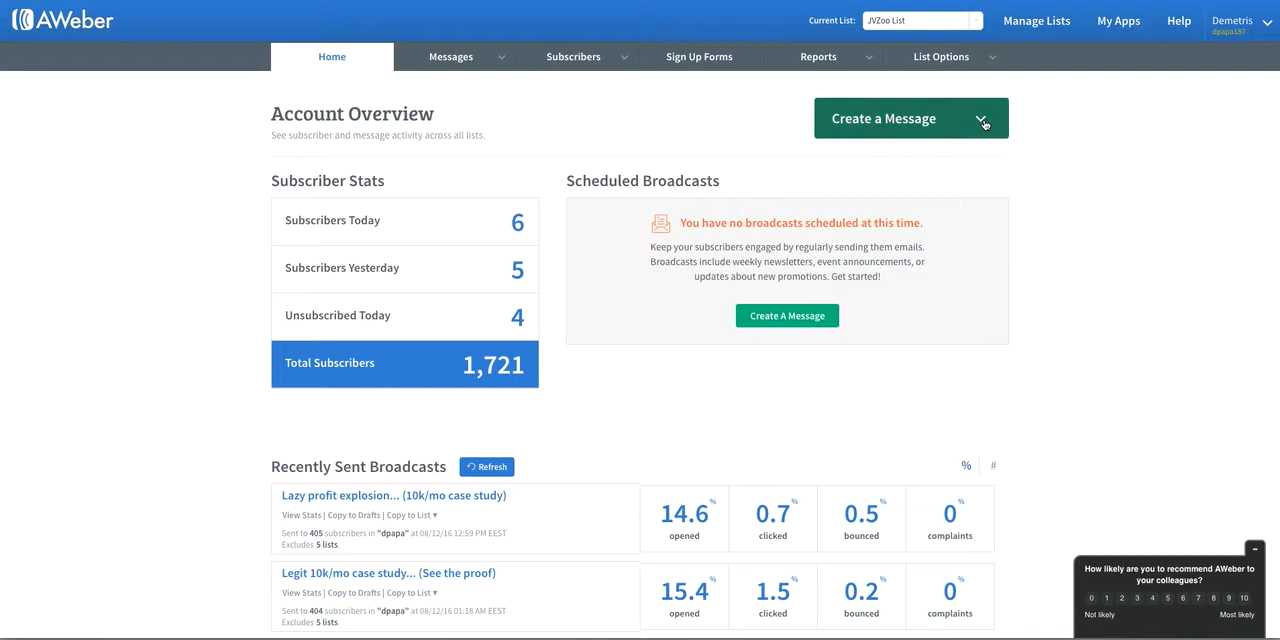 AWeber
Current List: JVZoo List Manage Lists My Apps Help Demetris
dpapa187
Home Messages Subscribers Sign Up Forms Reports List Options
Account Overview
See subscriber and message activity across all lists.
Create a Message
Subscriber Stats
Subscribers Today 6
Subscribers Yesterday 5
Unsubscribed Today 4
Total Subscribers 1,721
Scheduled Broadcasts
You have no broadcasts scheduled at this time.
Keep your subscribers engaged by regularly sending them emails.
Broadcasts include weekly newsletters, event announcements, or
updates about new promotions. Get started!
Create A Message
Recently Sent Broadcasts Refresh % #
Lazy profit explosion... (10k/mo case study)
View Stats | Copy to Drafts | Copy to List ▾
Sent to 405 subscribers in "dpapa" at 08/12/16 12:59 PM EEST
Excludes 5 lists.
14.6% 0.7% 0.5% 0%
opened clicked bounced complaints
Legit 10k/mo case study... (See the proof)
View Stats | Copy to Drafts | Copy to List ▾
Sent to 404 subscribers in "dpapa" at 08/12/16 01:18 AM EEST
Excludes 5 lists.
15.4% 1.5% 0.2% 0%
opened clicked bounced complaints
How likely are you to recommend AWeber to
your colleagues?
0 1 2 3 4 5 6 7 8 9 10
Not likely Most likely